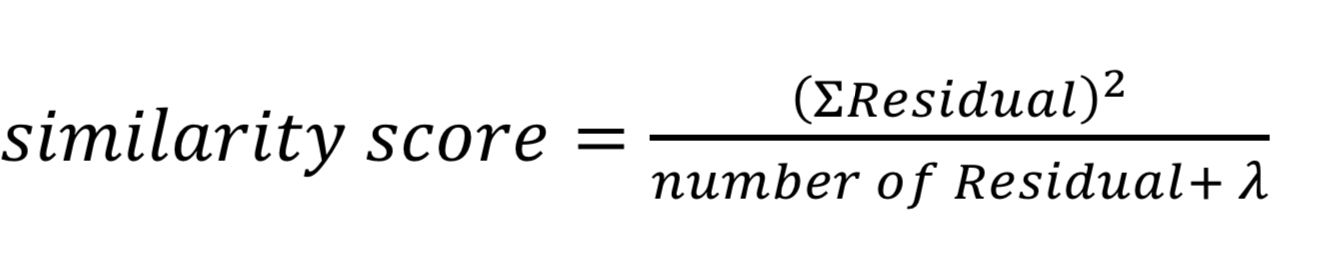 similarity score = (ΣResidual)² / number of Residual+ λ